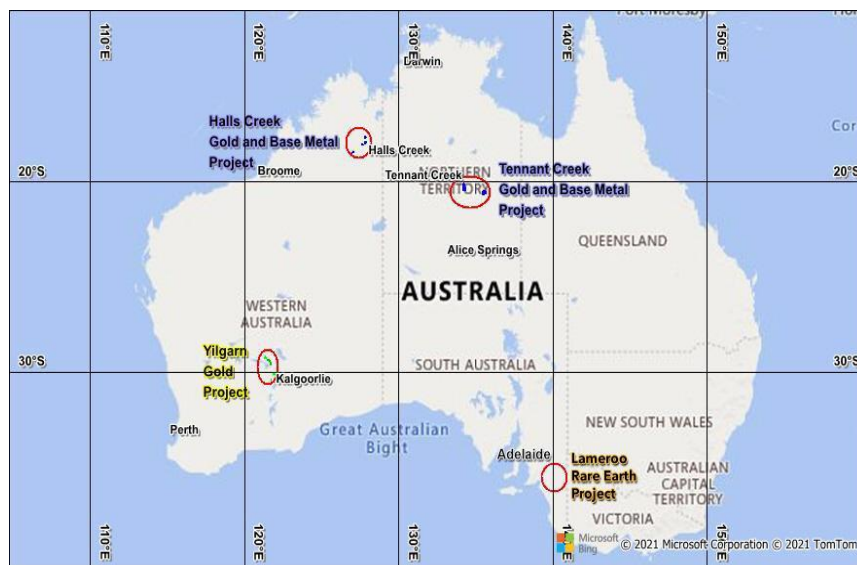 Port Moresby
Hon
110°E
120°E
130°E
140°E
150°E
Darwin
Halls Creek
Gold and Base Metal
Project
Halls Creek
Cor
20°S
20°S
Broome
Tennant Creek
NORTHERN
TERRITORY
Tennant Creek
Gold and Base Metal
Project
Alice Springs
QUEENSLAND
AUSTRALIA
WESTERN
AUSTRALIA
Yilgarn
Gold
Project
30°S
30°S
SOUTH AUSTRALIA
Kalgoorlie
Perth
Great Australian
Bight
NEW SOUTH WALES
Adelaide
Lameroo
Rare Earth
Project
AUSTRALIAN
CAPITAL
TERRITORY
VICTORIA
110°E
120°E
130°E
Microsoft
Bing
© 2021 Microsoft Corporation © 2021 TomTom